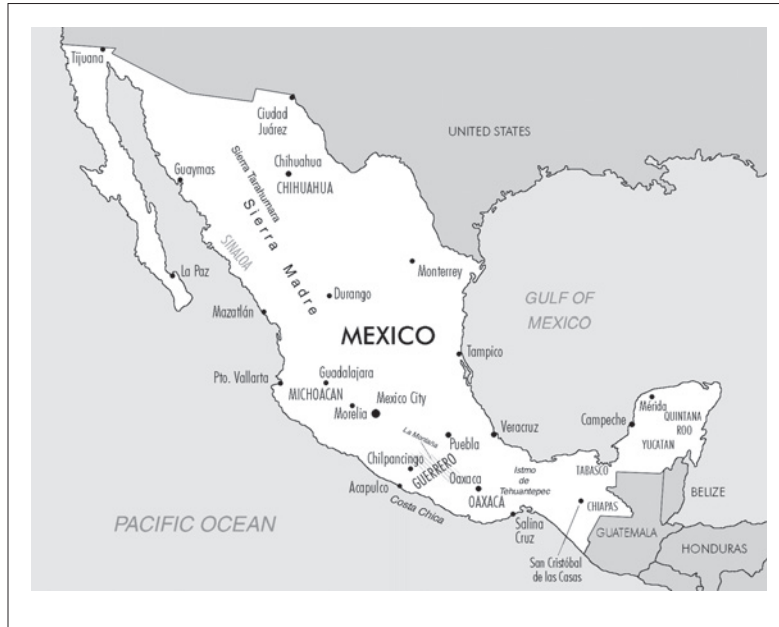 Tijuana
Ciudad
Juárez
UNITED STATES
Chihuahua
CHIHUAHUA
Guaymas
Sierra Tarahumara
Sierra Madre
SINALOA
La Paz
Monterrey
Durango
GULF OF
MEXICO
Mazatlán
MEXICO
Tampico
Pto. Vallarta
Guadalajara
MICHOACAN
Morelia
Mexico City
Mérida
QUINTANA
ROO
Campeche
YUCATAN
Veracruz
La Montaña
Puebla
Chilpancingo
GUERRERO
Oaxaca
OAXACA
Istmo
de
Tehuantepec
TABASCO
CHIAPAS
BELIZE
Acapulco
Costa Chica
Salina
Cruz
PACIFIC OCEAN
GUATEMALA
HONDURAS
San Cristóbal
de las Casas